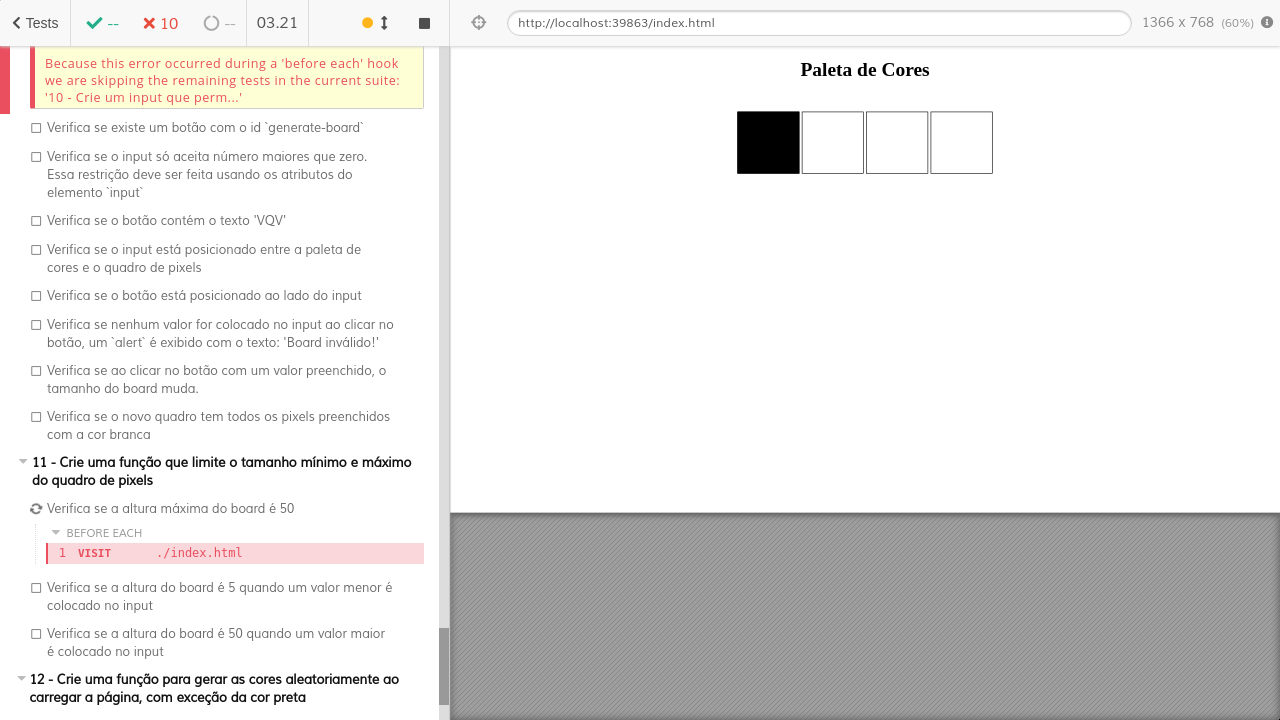 Tests -- 10 -- 03.21 http://localhost:39863/index.html 1366 x 768 (60%)
Because this error occurred during a 'before each' hook
we are skipping the remaining tests in the current suite:
'10 - Crie um input que perm...'
Verifica se existe um botão com o id `generate-board`
Verifica se o input só aceita número maiores que zero.
Essa restrição deve ser feita usando os atributos do
elemento `input`
Verifica se o botão contém o texto 'VQV'
Verifica se o input está posicionado entre a paleta de
cores e o quadro de pixels
Verifica se o botão está posicionado ao lado do input
Verifica se nenhum valor for colocado no input ao clicar no
botão, um `alert` é exibido com o texto: 'Board inválido!'
Verifica se ao clicar no botão com um valor preenchido, o
tamanho do board muda.
Verifica se o novo quadro tem todos os pixels preenchidos
com a cor branca
11 - Crie uma função que limite o tamanho mínimo e máximo
do quadro de pixels
Verifica se a altura máxima do board é 50
BEFORE EACH
1 VISIT ./index.html
Verifica se a altura do board é 5 quando um valor menor é
colocado no input
Verifica se a altura do board é 50 quando um valor maior
é colocado no input
12 - Crie uma função para gerar as cores aleatoriamente ao
carregar a página, com exceção da cor preta
Paleta de Cores